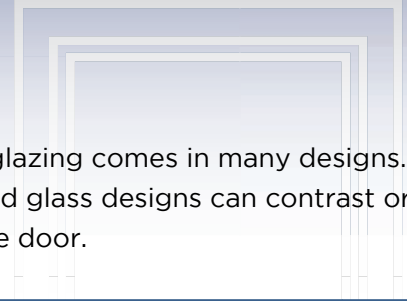 glazing comes in many designs.
d glass designs can contrast or
e door.